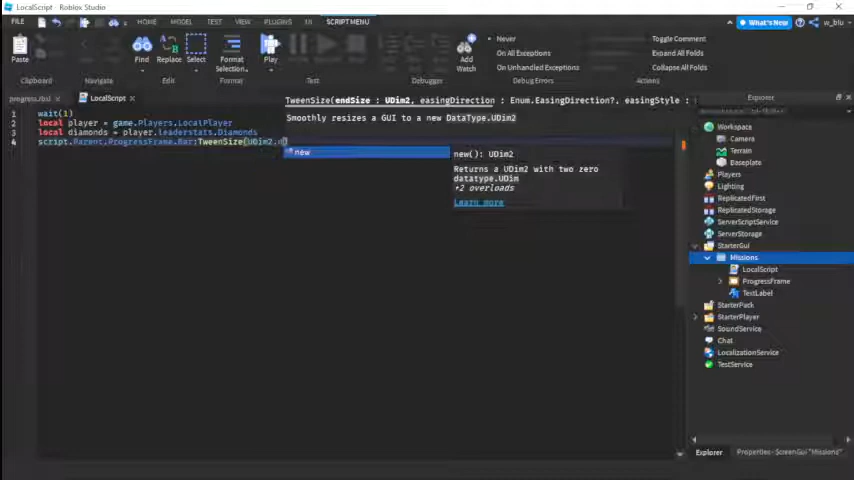 LocalScript - Roblox Studio
FILE
HOME MODEL TEST VIEW PLUGINS SCRIPT MENU
What's New
w_blu
Paste
Find
Replace
Select
Format
Selection
Play
Add
Watch
Never
On All Exceptions
On Unhandled Exceptions
Toggle Comment
Expand All Folds
Collapse All Folds
Clipboard Navigate Edit Format Test Debugger Debug Errors Actions
progress.rbxl LocalScript
Explorer
1 wait(1)
2 local player = game.Players.LocalPlayer
3 local diamonds = player.leaderstats.Diamonds
4 script.Parent.ProgressFrame.Bar:TweenSize(UDim2.n)
TweenSize(endSize : UDim2, easingDirection : Enum.EasingDirection?, easingStyle :
Smoothly resizes a GUI to a new DataType.UDim2
new
new(): UDim2
Returns a UDim2 with two zero
datatype.UDim
+2 overloads
Learn more
Workspace
Camera
Terrain
Baseplate
Players
Lighting
ReplicatedFirst
ReplicatedStorage
ServerScriptService
ServerStorage
StarterGui
Missions
LocalScript
ProgressFrame
TextLabel
StarterPack
StarterPlayer
SoundService
Chat
LocalizationService
TestService
Explorer Properties - ScreenGui "Missions"